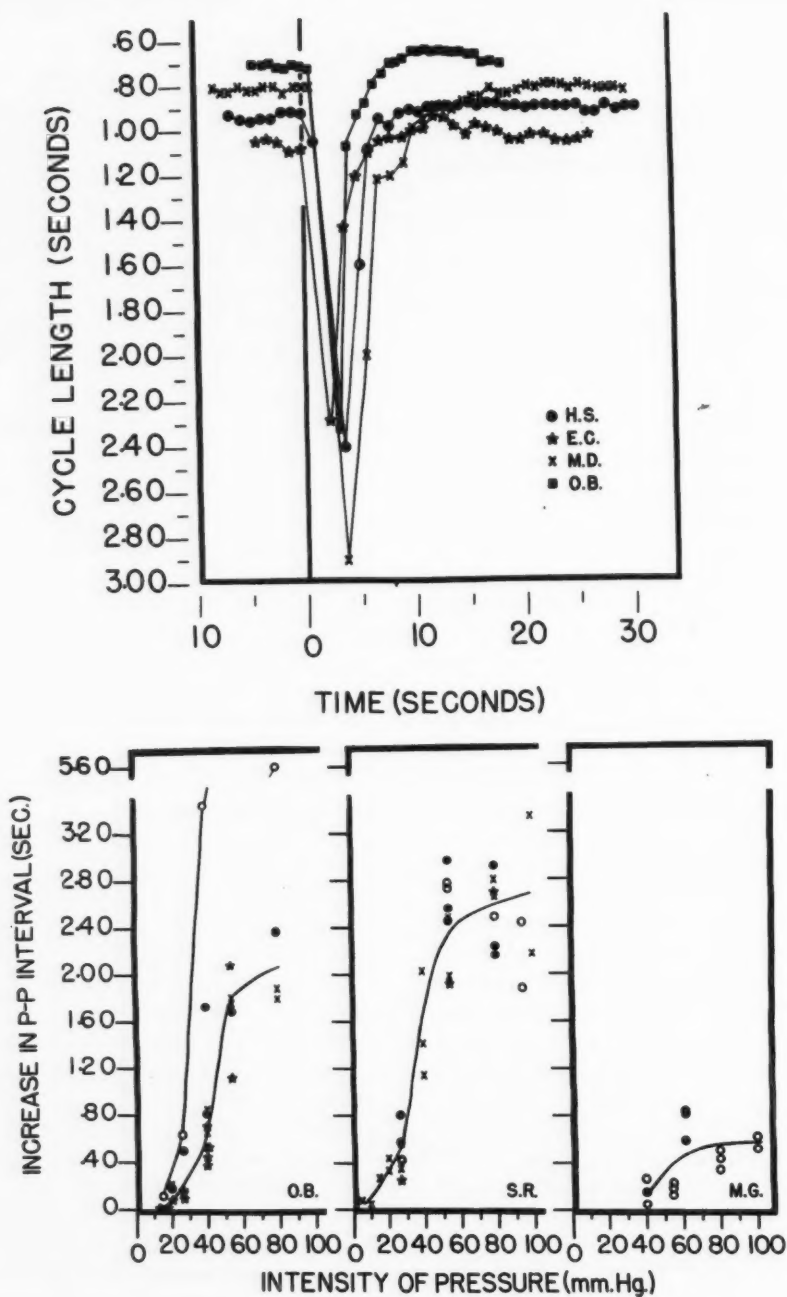 CYCLE LENGTH (SECONDS)
.60
.80
1.00
1.20
1.40
1.60
1.80
2.00
2.20
2.40
2.60
2.80
3.00
H.S.
E.C.
M.D.
O.B.
10 0 10 20 30
TIME (SECONDS)
INCREASE IN P-P INTERVAL (SEC.)
5.60
3.20
2.80
2.40
2.00
1.60
1.20
.80
.40
0
O.B. S.R. M.G.
0 20 40 60 80 100 0 20 40 60 80 100 0 20 40 60 80 100
INTENSITY OF PRESSURE (mm.Hg.)